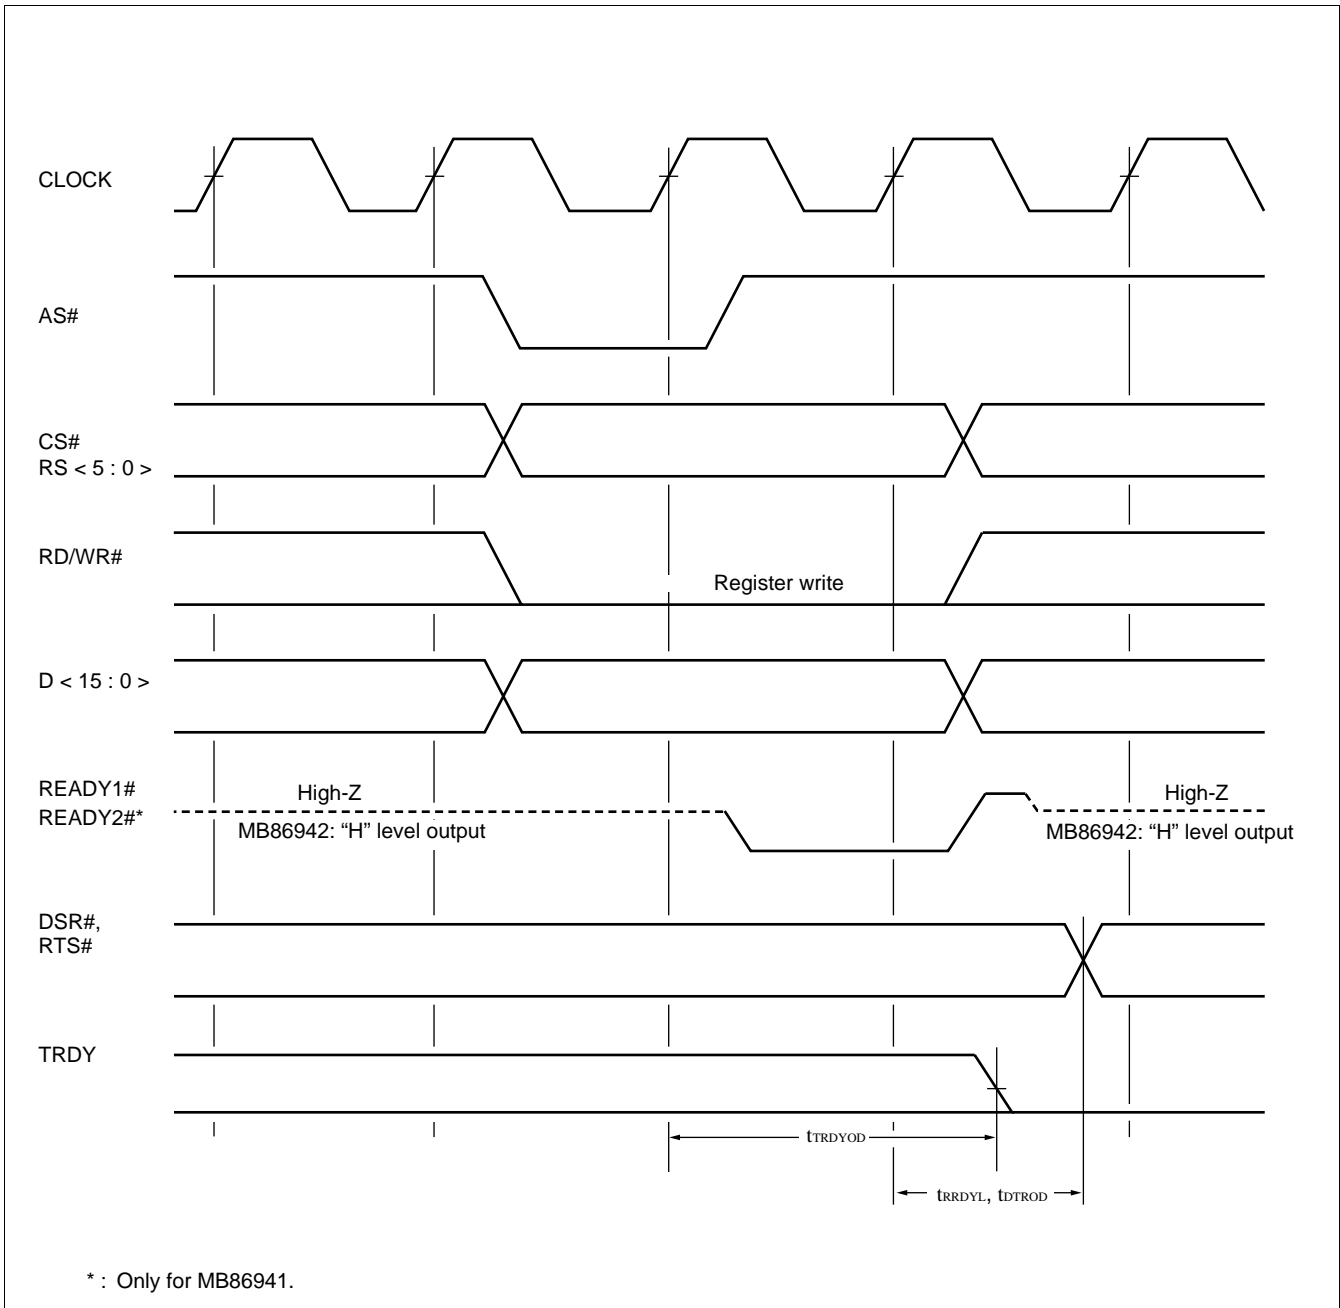 CLOCK
AS#
CS#
RS < 5 : 0 >
RD/WR#
Register write
D < 15 : 0 >
READY1#
READY2#*
High-Z
MB86942: “H” level output
High-Z
MB86942: “H” level output
DSR#,
RTS#
TRDY
tTRDYOD
tRRDYL, tDTROD
* : Only for MB86941.